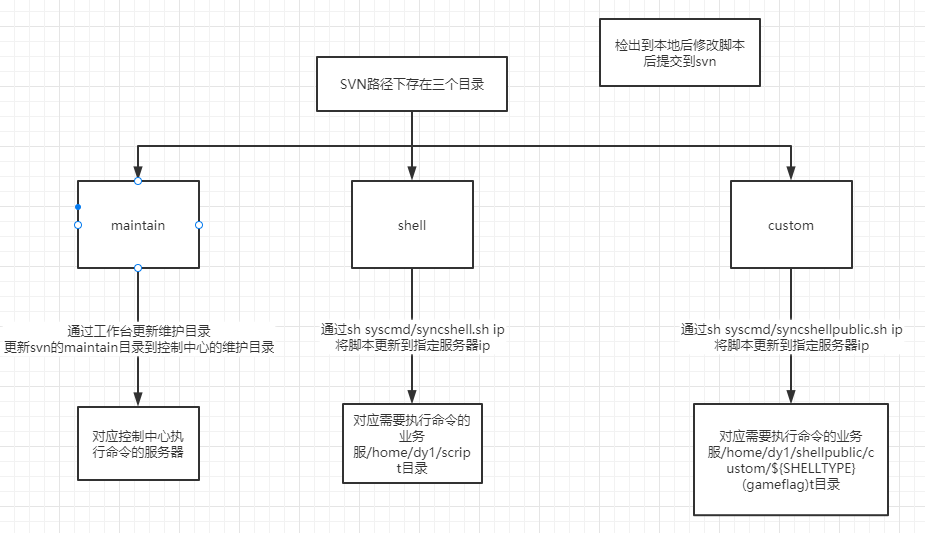 检出到本地后修改脚本
后提交到svn
SVN路径下存在三个目录
maintain
shell
custom
通过工作台更新维护目录
更新svn的maintain目录到控制中心的维护目录
通过sh syscmd/syncshell.sh ip
将脚本更新到指定服务器ip
通过sh syscmd/syncshellpublic.sh ip
将脚本更新到指定服务器ip
对应控制中心执
行命令的服务器
对应需要执行命令的
业务
服/home/dy1/scrip
t目录
对应需要执行命令的业务
服/home/dy1/shellpublic/c
ustom/${SHELLTYPE}
(gameflag)t目录